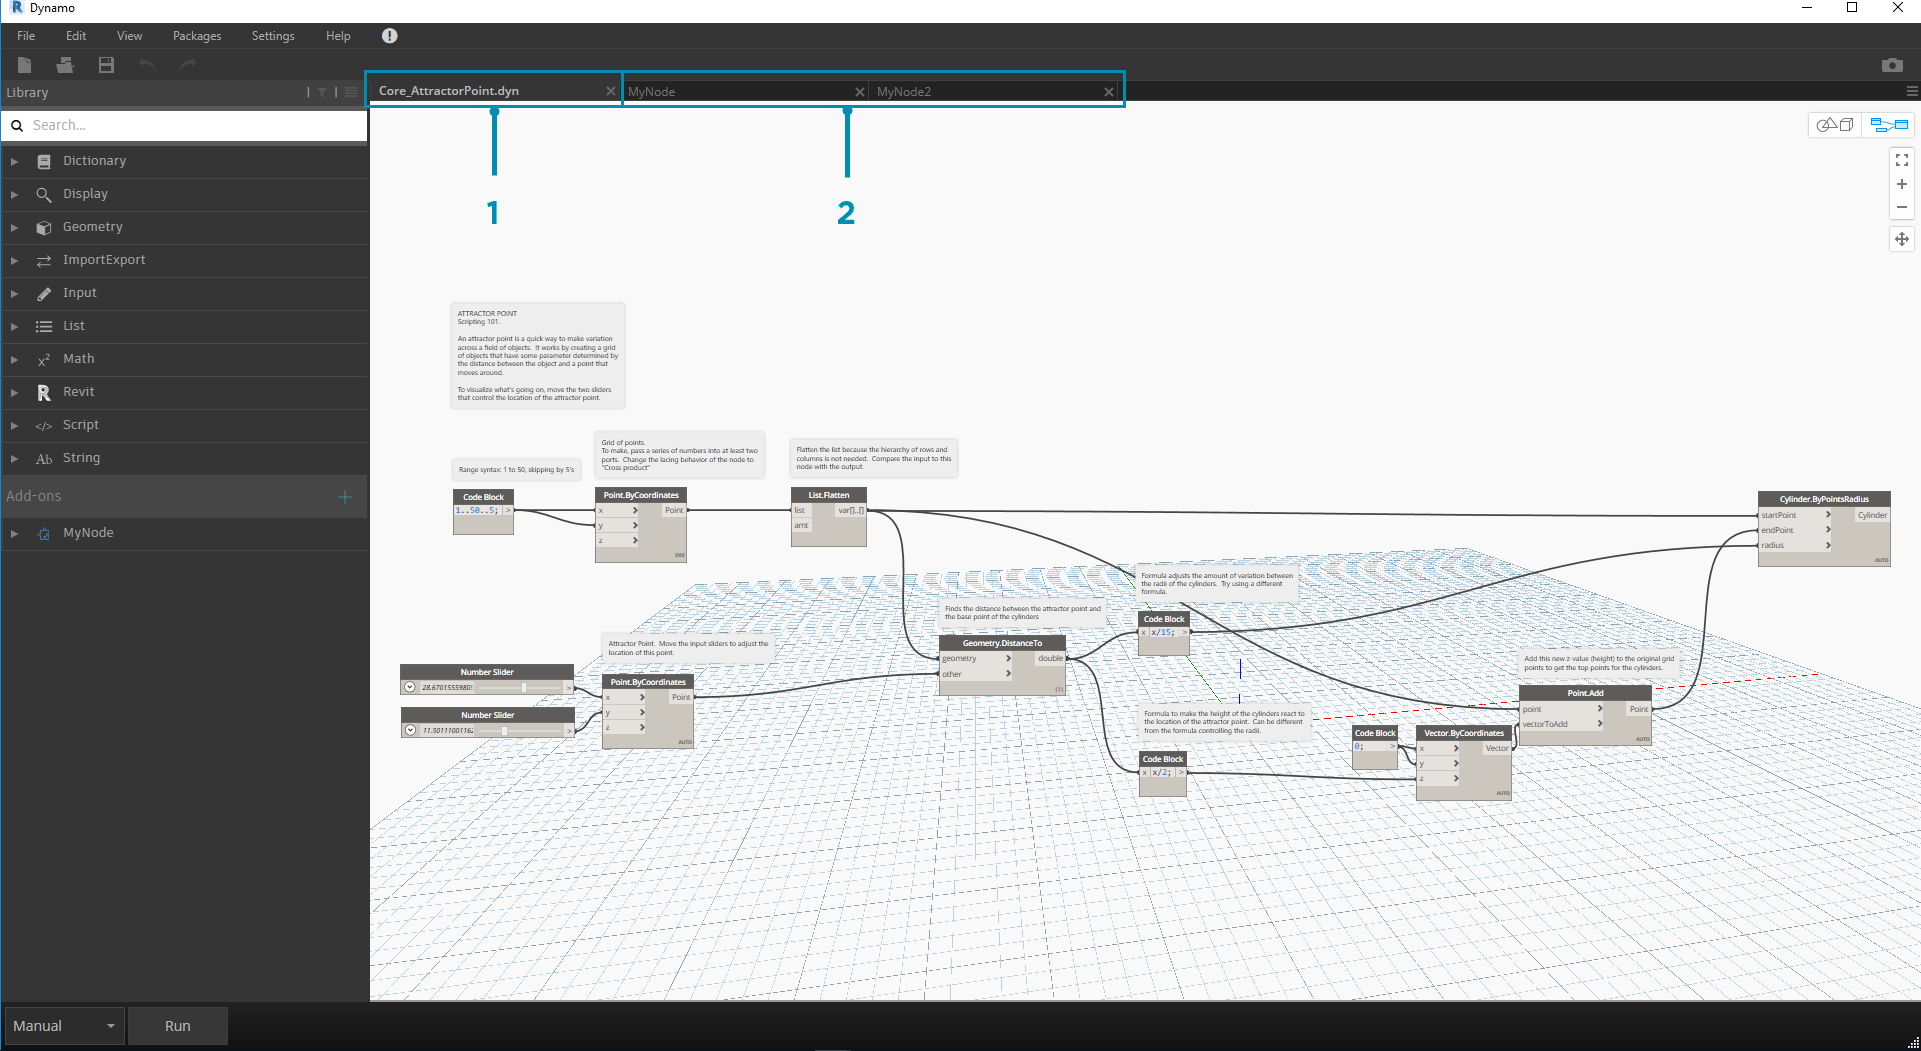 Dynamo
File Edit View Packages Settings Help
Library
Core_AttractorPoint.dyn
MyNode
MyNode2
Search...
1
2
Dictionary
Display
Geometry
ImportExport
Input
List
Math
Revit
Script
String
Add-ons
MyNode
ATTRACTOR POINT
Scripting 101.
An attractor point is a quick way to make variation
across a field of objects. It works by creating a grid
of objects that have some parameter determined by
the distance between the object and a point that
moves around.
To visualize what's going on, move the two sliders
that control the location of the attractor point.
Range syntax: 1 to 50, skipping by 5's
Grid of points.
To make, pass a series of numbers into at least two
ports. Change the lacing behavior of the node to
"Cross product"
Flatten the list because the hierarchy of rows and
columns is not needed. Compare the input to this
node with the output.
Code Block
1..50..5; >
Point.ByCoordinates
x > Point
y >
z >
XXX
List.Flatten
list var[]..[]
amt
Cylinder.ByPointsRadius
startPoint > Cylinder
endPoint >
radius >
AUTO
Formula adjusts the amount of variation between
the radii of the cylinders. Try using a different
formula.
Finds the distance between the attractor point and
the base point of the cylinders
Code Block
x x/15; >
Geometry.DistanceTo
geometry > double
other >
|||
Attractor Point. Move the input sliders to adjust the
location of this point.
Number Slider
28.6701555980
>
Number Slider
11.5011100116
>
Point.ByCoordinates
x > Point
y >
z >
AUTO
Add this new z-value (height) to the original grid
points to get the top points for the cylinders.
Point.Add
point > Point
vectorToAdd >
AUTO
Formula to make the height of the cylinders react to
the location of the attractor point. Can be different
from the formula controlling the radii.
Code Block
0; >
Vector.ByCoordinates
x > Vector
y >
z >
AUTO
Code Block
x x/2; >
Manual
Run